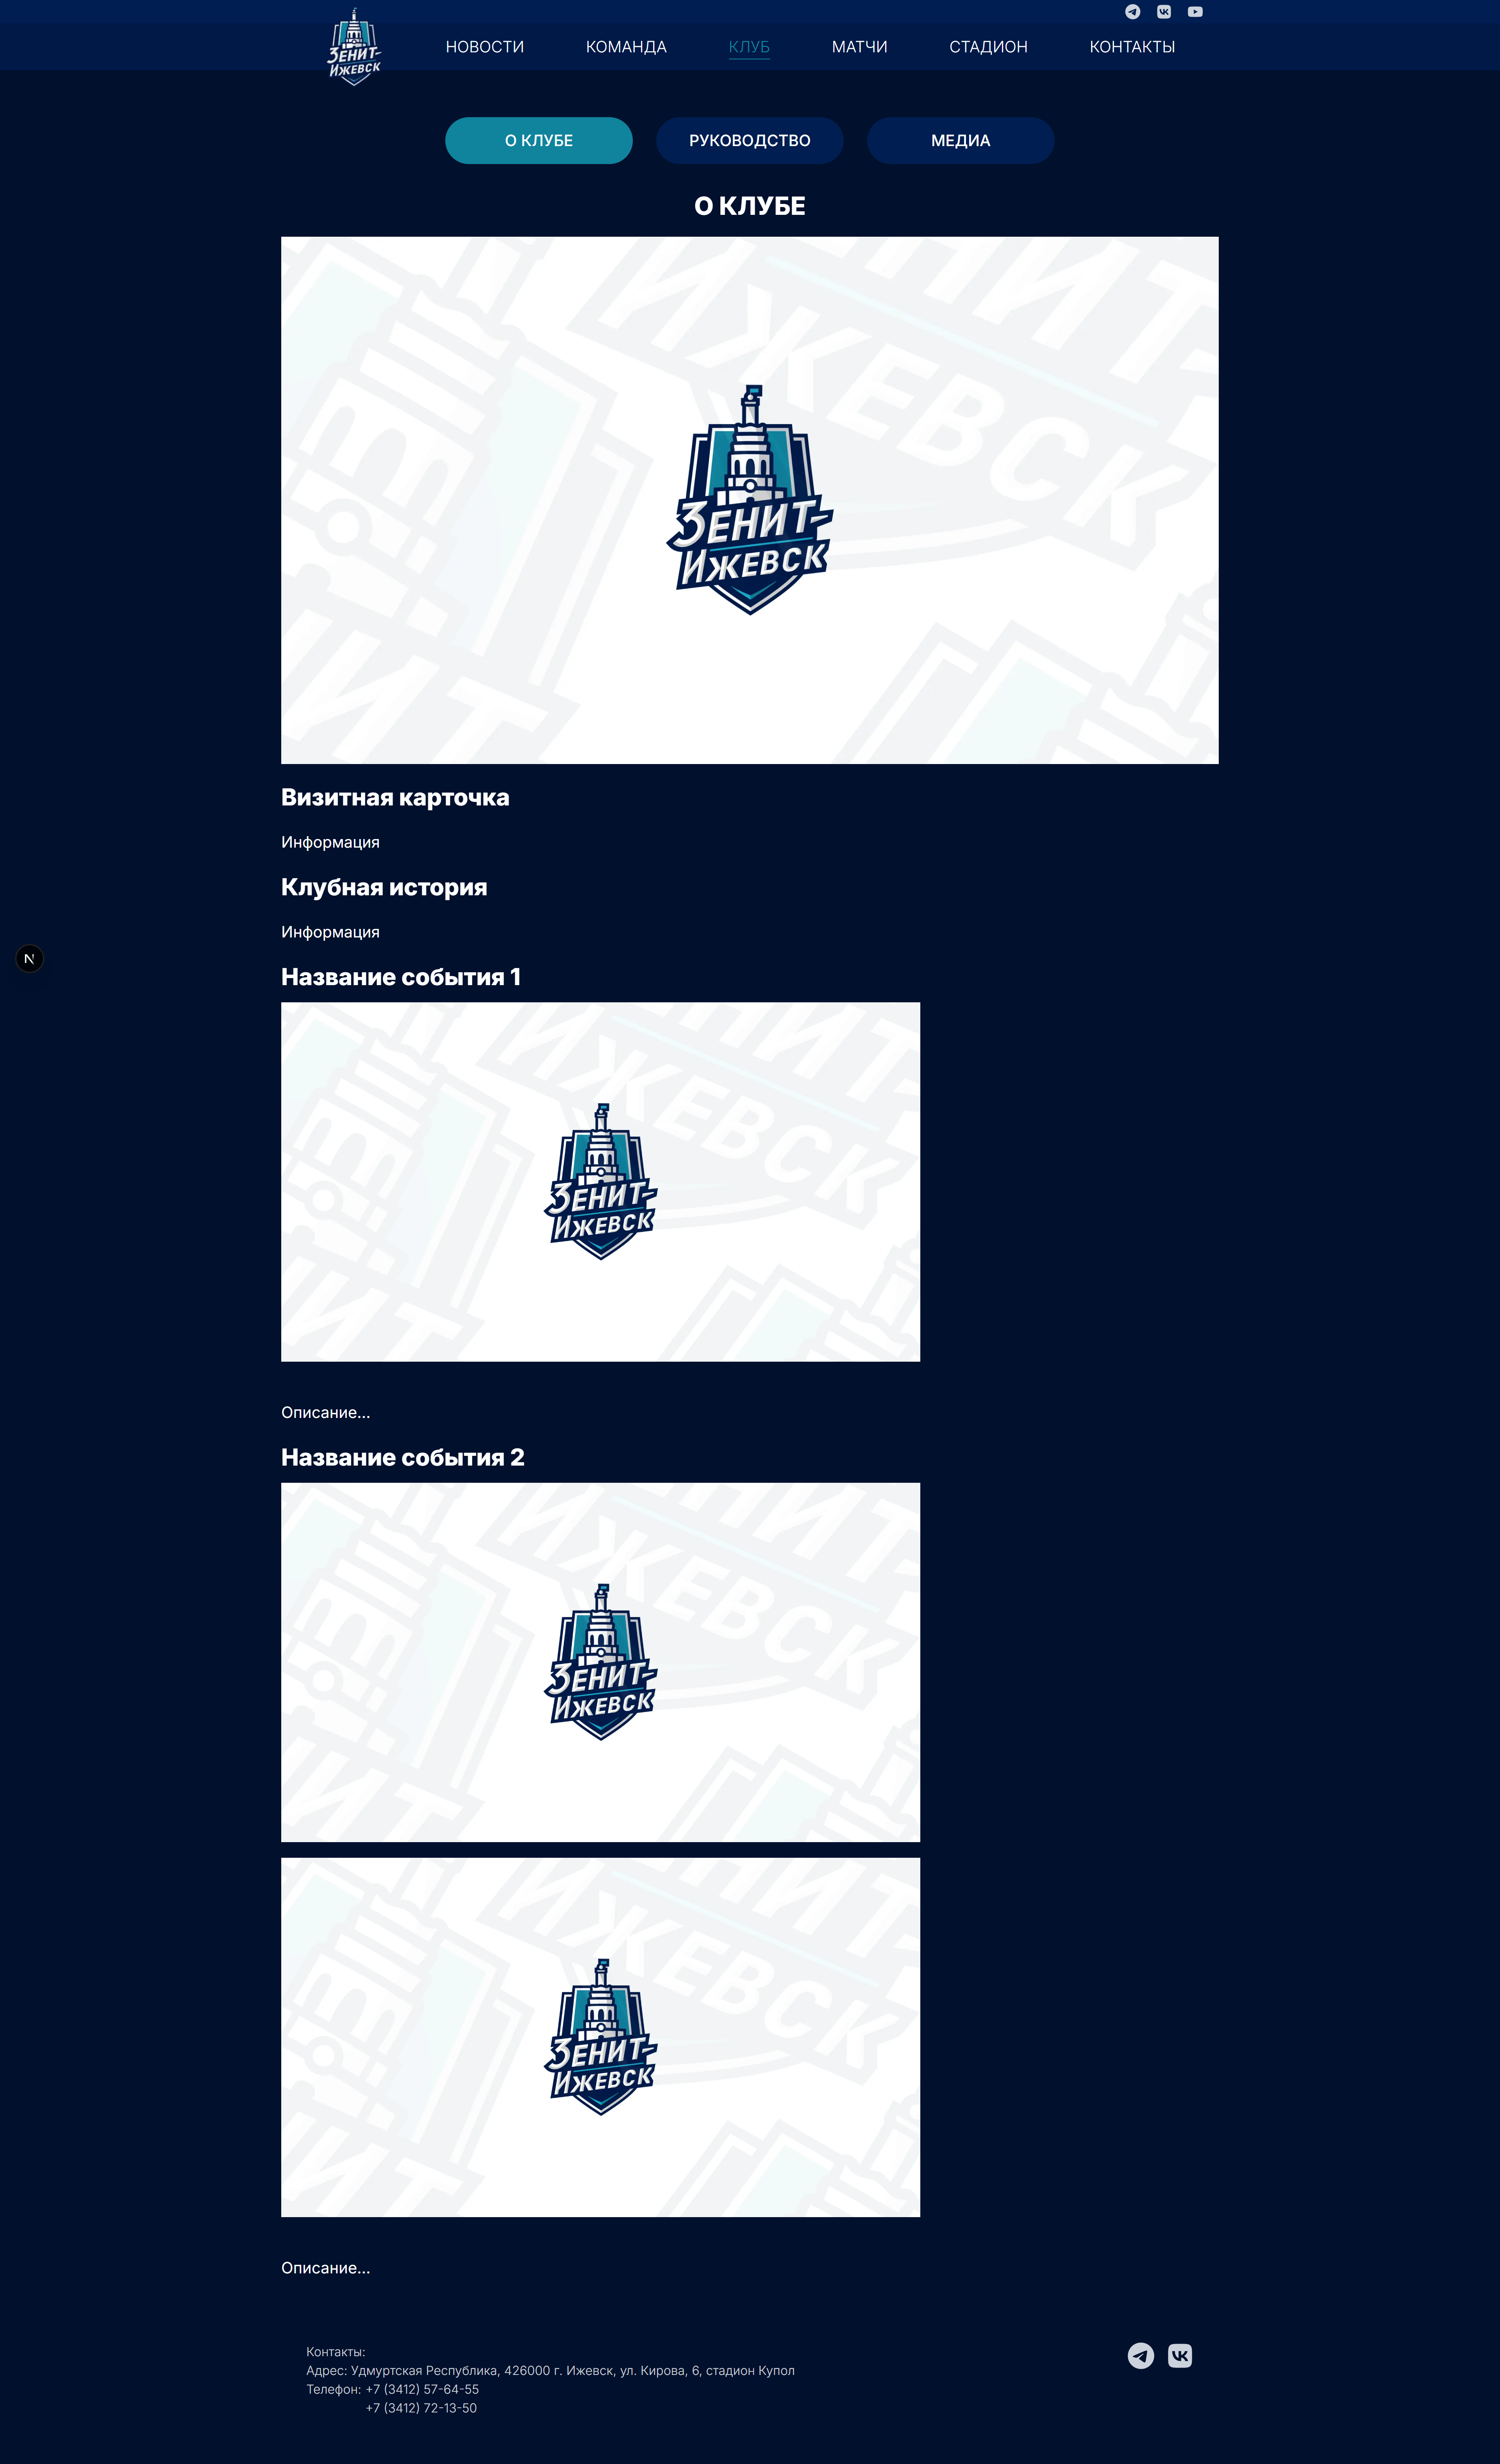 ЗЕНИТ-
ИЖЕВСК
НОВОСТИ
КОМАНДА
КЛУБ
МАТЧИ
СТАДИОН
КОНТАКТЫ
О КЛУБЕ
РУКОВОДСТВО
МЕДИА
О КЛУБЕ
ЗЕНИТ-
ИЖЕВСК
Визитная карточка
Информация
Клубная история
Информация
Название события 1
ЗЕНИТ-
ИЖЕВСК
Описание...
Название события 2
ЗЕНИТ-
ИЖЕВСК
ЗЕНИТ-
ИЖЕВСК
Описание...
Контакты:
Адрес: Удмуртская Республика, 426000 г. Ижевск, ул. Кирова, 6, стадион Купол
Телефон: +7 (3412) 57-64-55
+7 (3412) 72-13-50